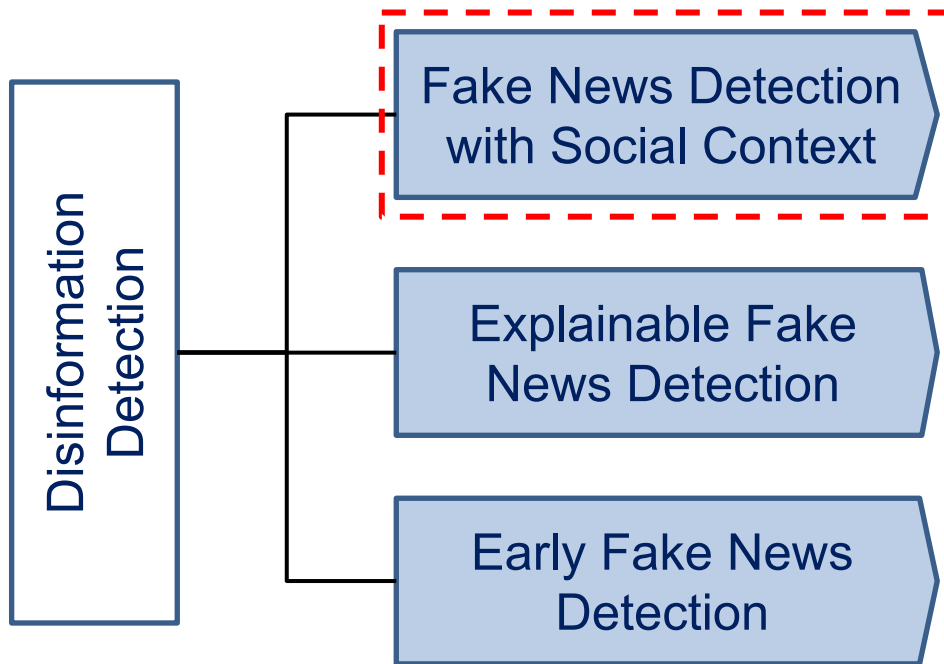 Disinformation
Detection
Fake News Detection
with Social Context
Explainable Fake
News Detection
Early Fake News
Detection